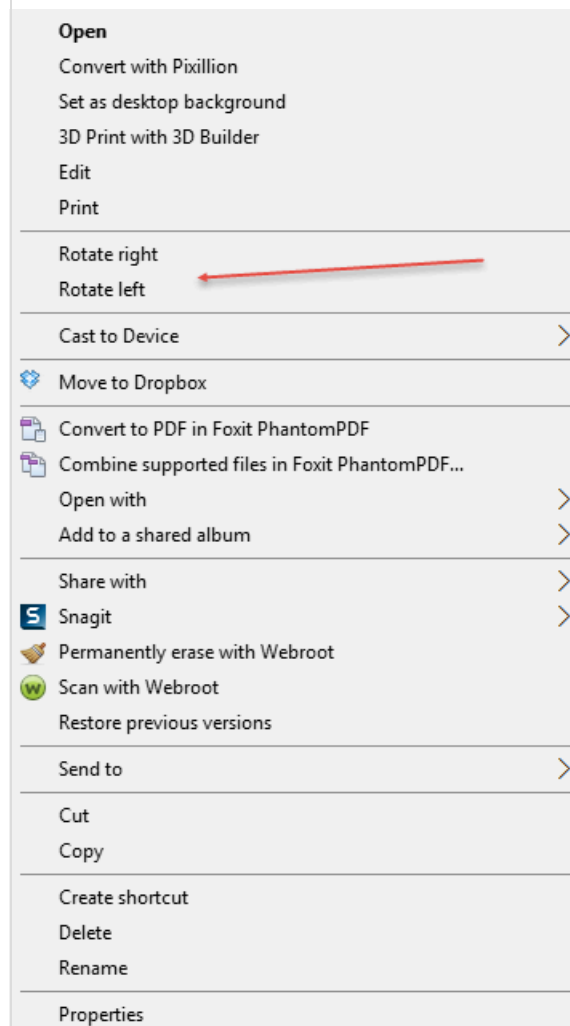 Open
Convert with Pixillion
Set as desktop background
3D Print with 3D Builder
Edit
Print
Rotate right
Rotate left
Cast to Device
Move to Dropbox
Convert to PDF in Foxit PhantomPDF
Combine supported files in Foxit PhantomPDF...
Open with
Add to a shared album
Share with
S Snagit
Permanently erase with Webroot
W Scan with Webroot
Restore previous versions
Send to
Cut
Copy
Create shortcut
Delete
Rename
Properties